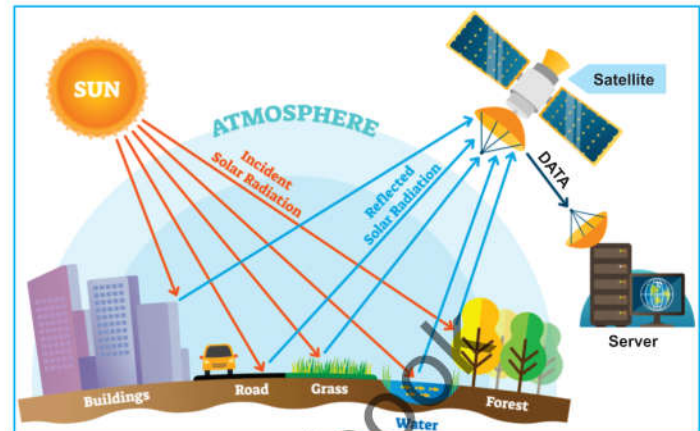 SUN
ATMOSPHERE
Satellite
Incident
Solar Radiation
Reflected
Solar Radiation
DATA
Server
Buildings
Road
Grass
Water
Forest